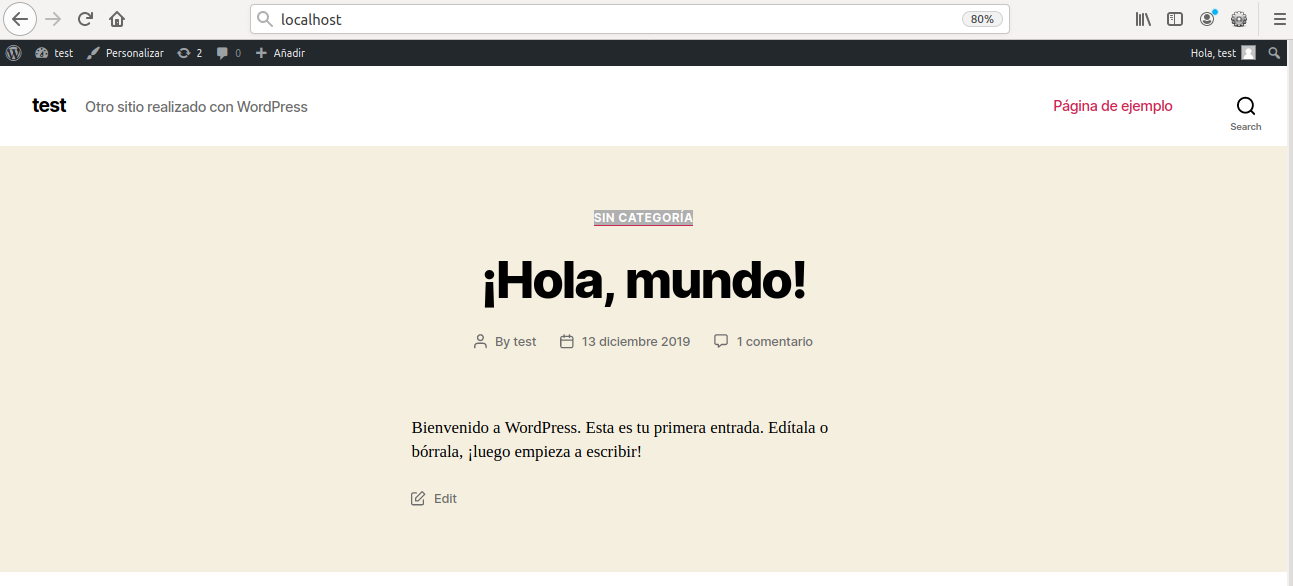 localhost 80%
test Personalizar 2 0 Añadir Hola, test
test Otro sitio realizado con WordPress Página de ejemplo
Search
SIN CATEGORÍA
¡Hola, mundo!
By test 13 diciembre 2019 1 comentario
Bienvenido a WordPress. Esta es tu primera entrada. Edítala o
bórrala, ¡luego empieza a escribir!
Edit